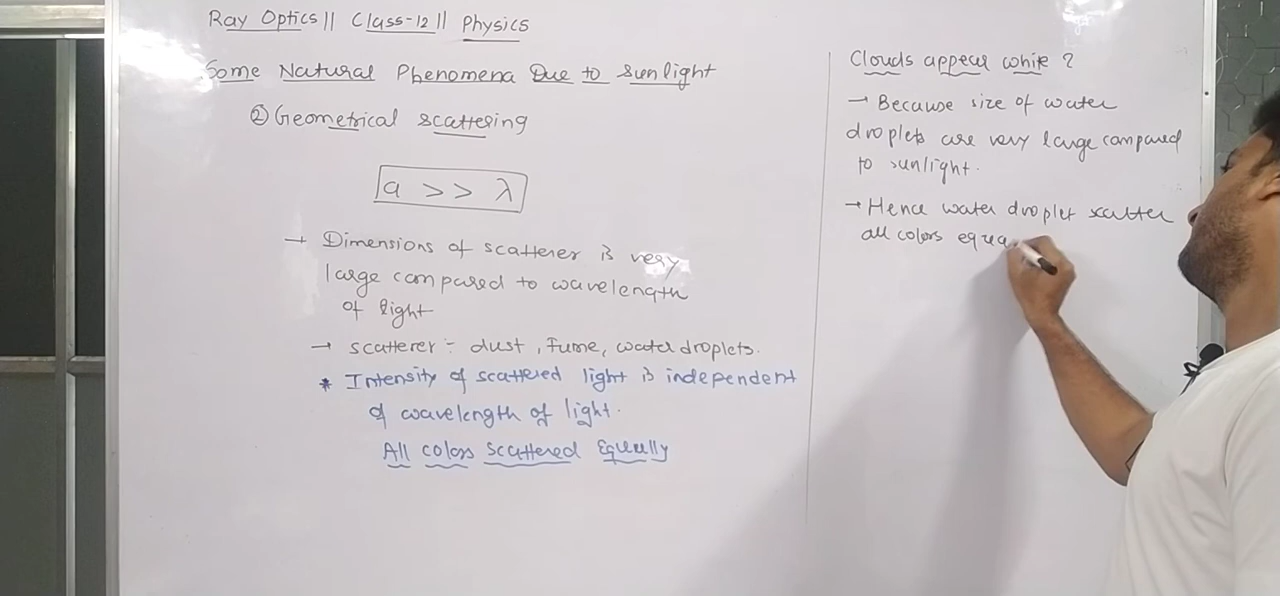 Ray Optics || Class-12 || Physics
Some Natural Phenomena Due to Sunlight
② Geometrical scattering
a >> λ
→ Dimensions of scatterer is very
large compared to wavelength
of light
→ scatterer :- dust, fume, water droplets.
* Intensity of scattered light is independent
of wavelength of light.
All colors scattered Equally
Clouds appear white ?
→ Because size of water
droplets are very large compared
to sunlight.
→ Hence water droplet scatter
all colors equa